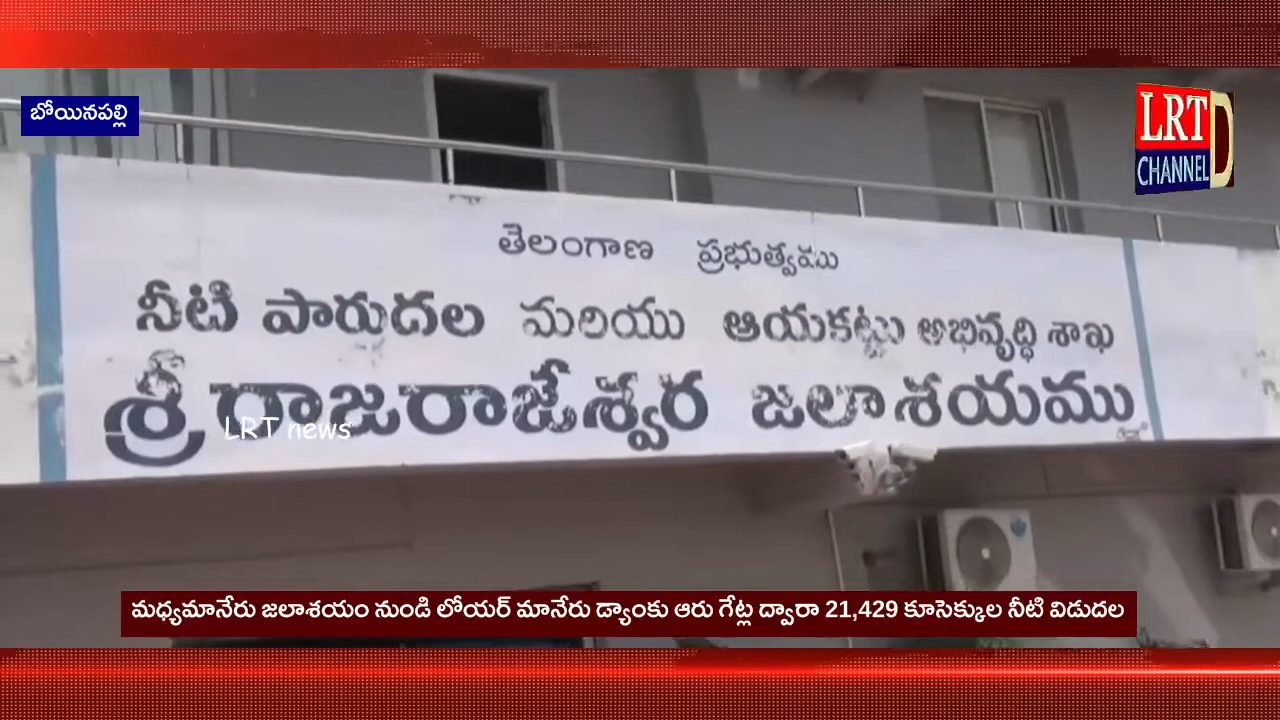 బోయినపల్లి
LRT D
CHANNEL
తెలంగాణ ప్రభుత్వము
నీటి పారుదల మరియు ఆయకట్టు అభివృద్ధి శాఖ
శ్రీ రాజరాజేశ్వర జలాశయము
LRT news
మధ్యమానేరు జలాశయం నుండి లోయర్ మానేరు డ్యాంకు ఆరు గేట్ల ద్వారా 21,429 కూసెక్కుల నీటి విడుదల